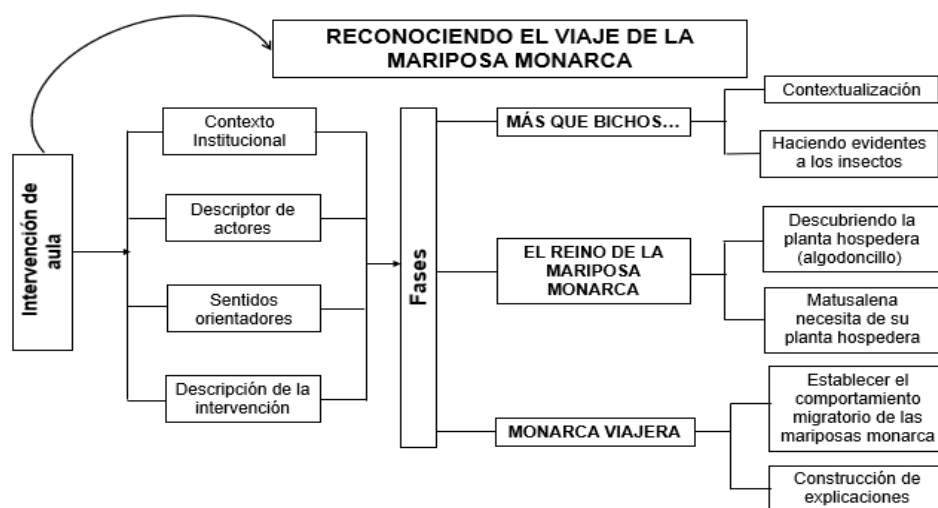 RECONOCIENDO EL VIAJE DE LA
MARIPOSA MONARCA
Intervención de
aula
Contexto
Institucional
Descriptor de
actores
Sentidos
orientadores
Descripción de la
intervención
Fases
MÁS QUE BICHOS…
Contextualización
Haciendo evidentes
a los insectos
EL REINO DE LA
MARIPOSA
MONARCA
Descubriendo la
planta hospedera
(algodoncillo)
Matusalena
necesita de su
planta hospedera
MONARCA VIAJERA
Establecer el
comportamiento
migratorio de las
mariposas monarca
Construcción de
explicaciones